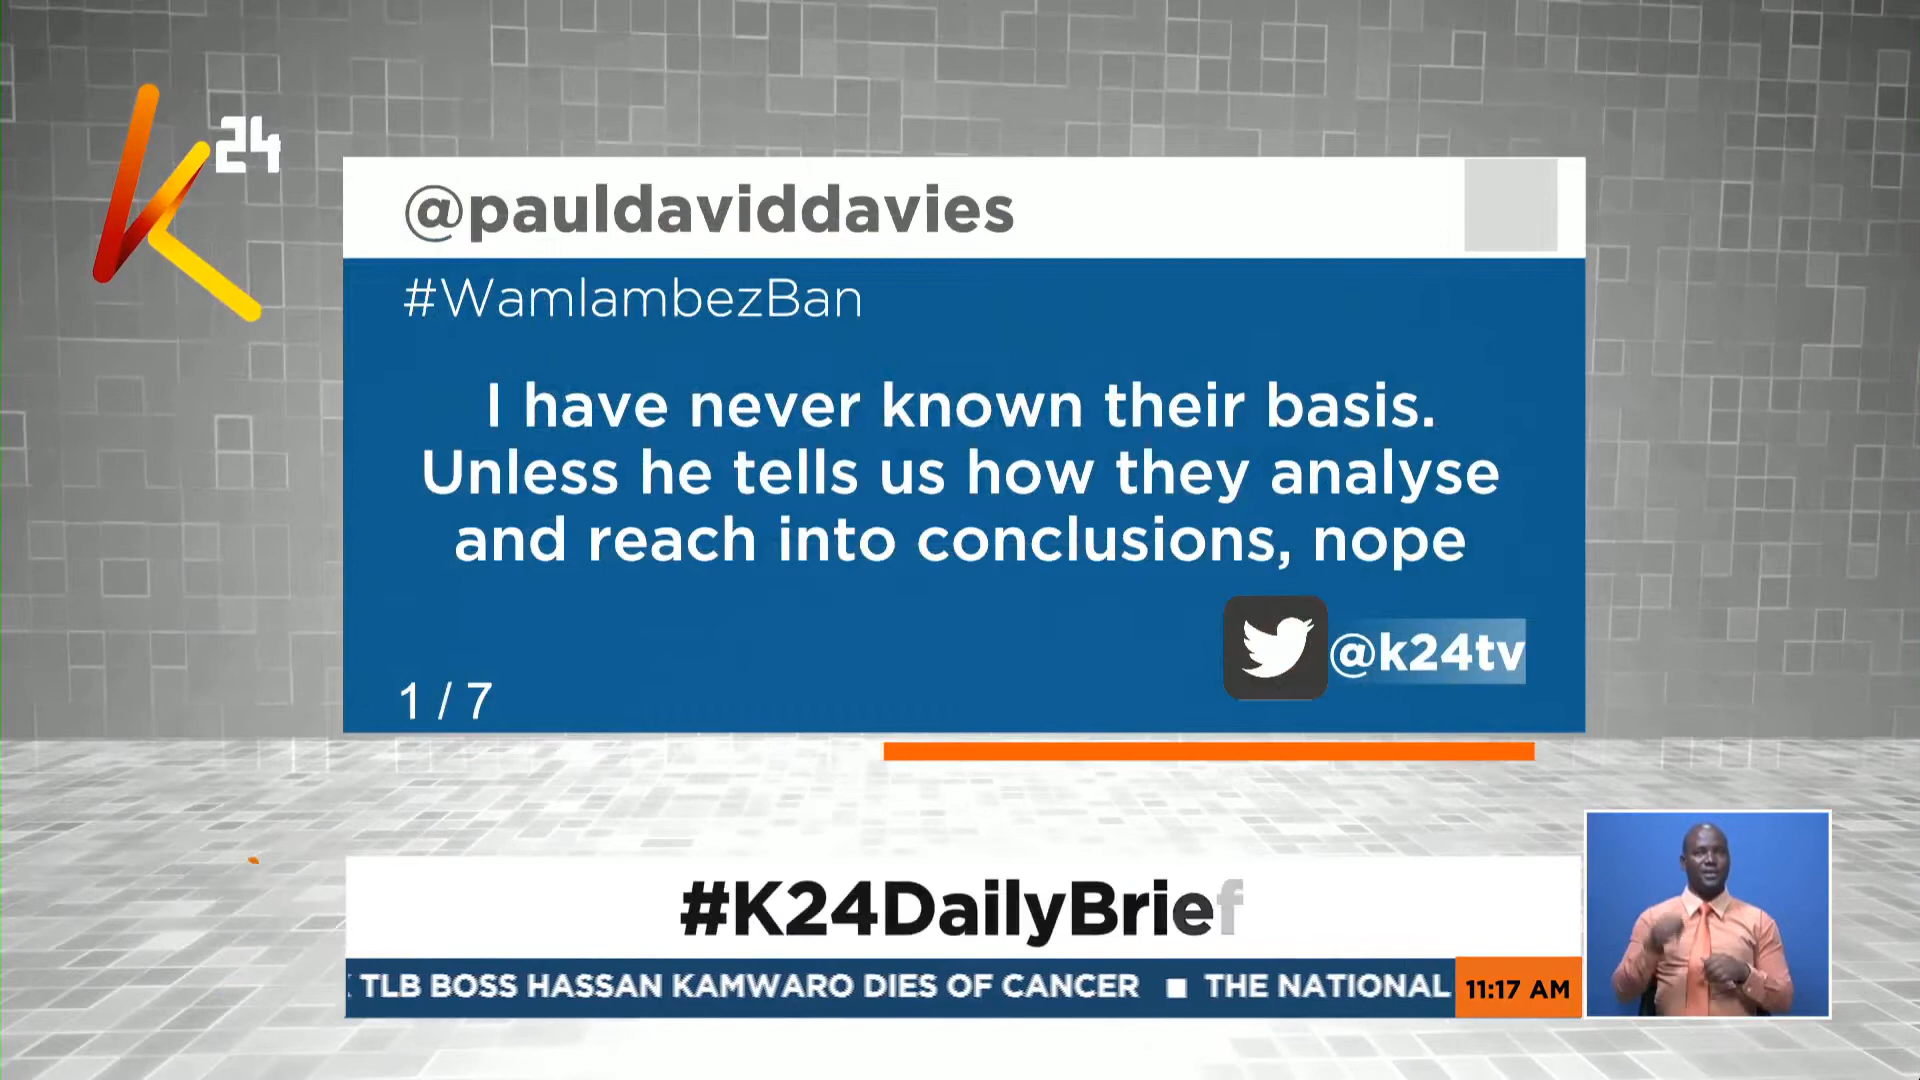 K24
@pauldaviddavies
#WamlambezBan
I have never known their basis.
Unless he tells us how they analyse
and reach into conclusions, nope
@k24tv
1 / 7
#K24DailyBrief
TLB BOSS HASSAN KAMWARO DIES OF CANCER ■ THE NATIONAL
11:17 AM